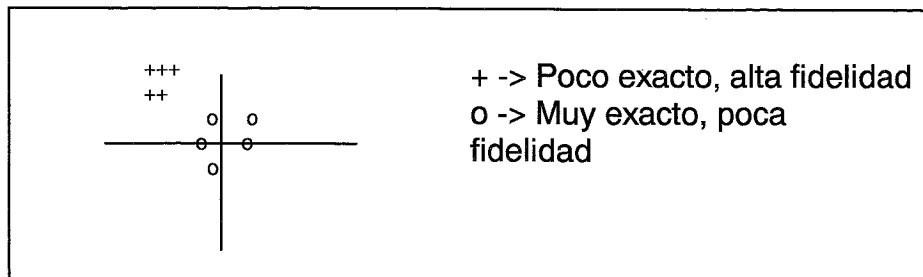 +++
++
o o
o o
o
+ -> Poco exacto, alta fidelidad
o -> Muy exacto, poca
fidelidad